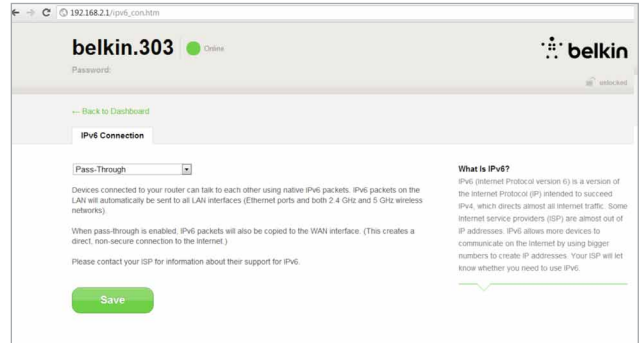 192.168.2.1/ipv6_con.htm
belkin.303 Online
belkin
Password:
unlocked
← Back to Dashboard
IPv6 Connection
Pass-Through
Devices connected to your router can talk to each other using native IPv6 packets. IPv6 packets on the
LAN will automatically be sent to all LAN interfaces (Ethernet ports and both 2.4 GHz and 5 GHz wireless
networks).
When pass-through is enabled, IPv6 packets will also be copied to the WAN interface. (This creates a
direct, non-secure connection to the Internet.)
Please contact your ISP for information about their support for IPv6.
Save
What Is IPv6?
IPv6 (Internet Protocol version 6) is a version of
the Internet Protocol (IP) intended to succeed
IPv4, which directs almost all Internet traffic. Some
Internet service providers (ISP) are almost out of
IP addresses. IPv6 allows more devices to
communicate on the Internet by using bigger
numbers to create IP addresses. Your ISP will let
know whether you need to use IPv6.